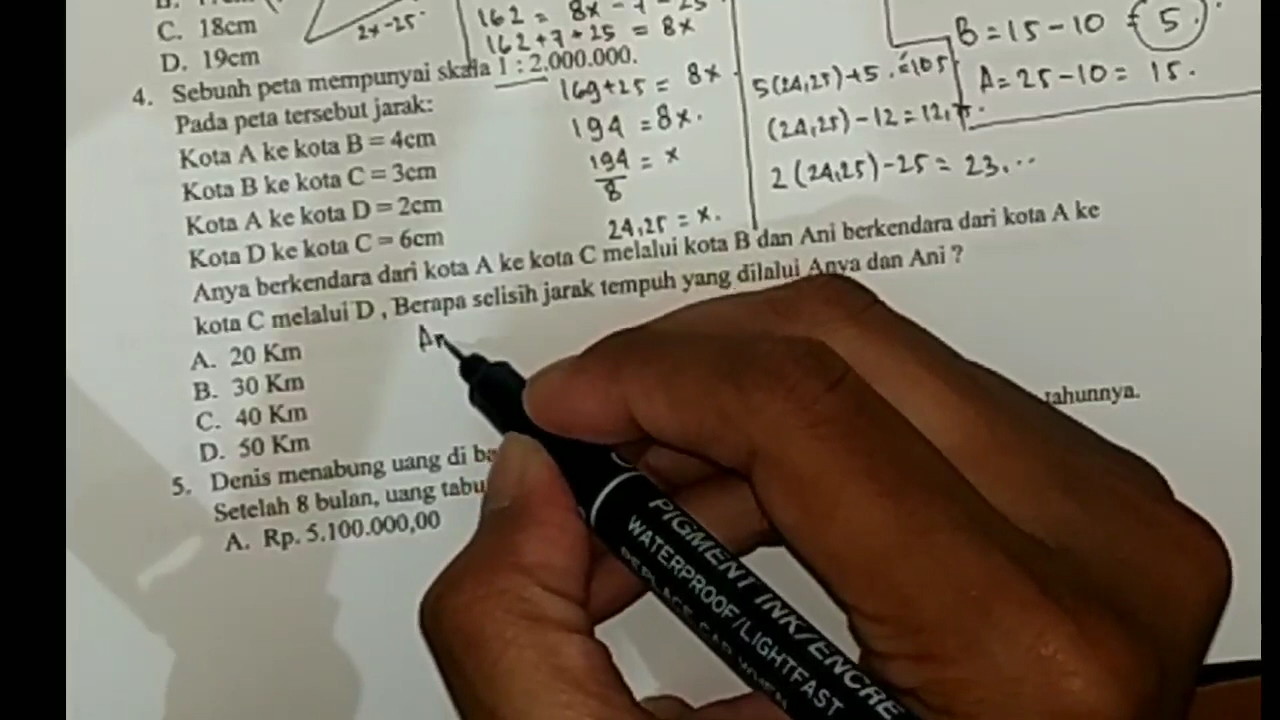 C. 18cm
D. 19cm
2x-25
162 = 8x
162+7+25 = 8x
169+25 = 8x
194 = 8x.
194 = x
8
24,25 = x.
5(24,25)+5 = 105
(24,25) - 12 = 12,
2(24,25) - 25 = 23...
B = 15 - 10 = 5.
A = 25 - 10 = 15.
4. Sebuah peta mempunyai skala 1 : 2.000.000.
Pada peta tersebut jarak:
Kota A ke kota B = 4cm
Kota B ke kota C = 3cm
Kota A ke kota D = 2cm
Kota D ke kota C = 6cm
Anya berkendara dari kota A ke kota C melalui kota B dan Ani berkendara dari kota A ke
kota C melalui D , Berapa selisih jarak tempuh yang dilalui Anya dan Ani ?
An
A. 20 Km
B. 30 Km
C. 40 Km
D. 50 Km
tahunnya.
5. Denis menabung uang di
Setelah 8 bulan, uang
A. Rp. 5.100.000,00
PIGMENT INK/ENCRE
WATERPROOF/LIGHTFAST